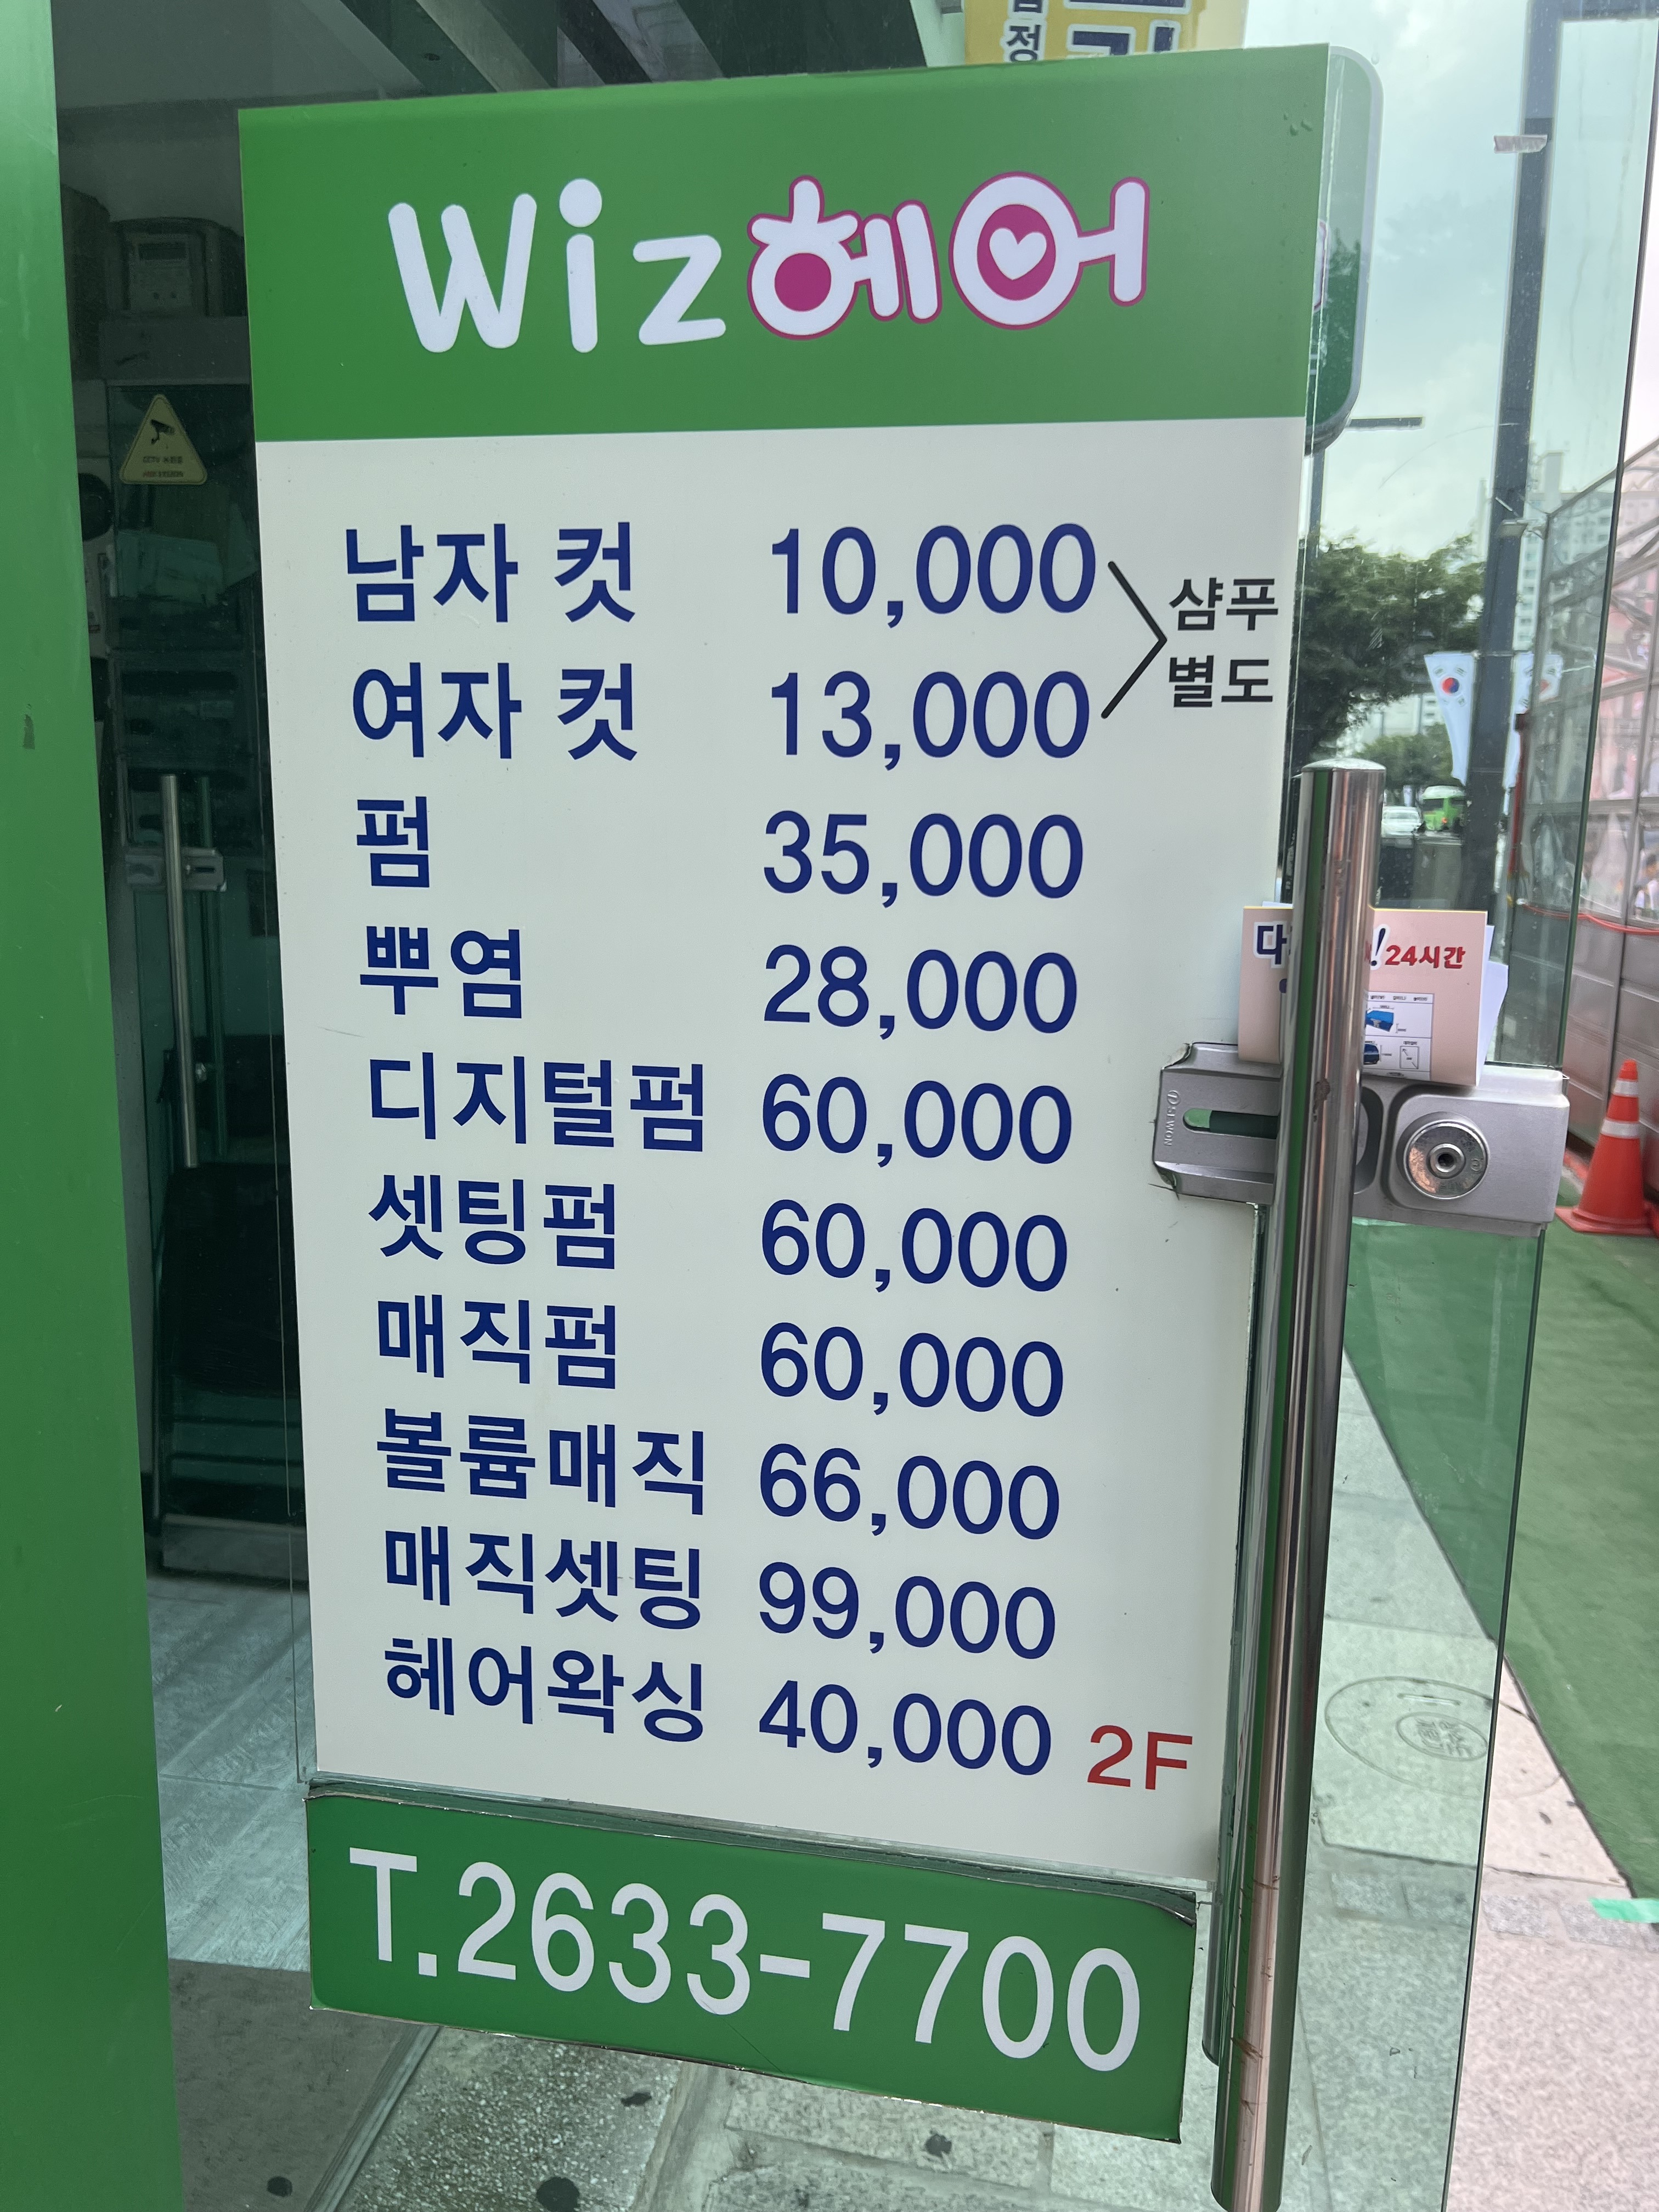 정
Wiz헤어
남자 컷 10,000
여자 컷 13,000
샴푸
별도
펌 35,000
뿌염 28,000
디지털펌 60,000
셋팅펌 60,000
매직펌 60,000
볼륨매직 66,000
매직셋팅 99,000
헤어왁싱 40,000 2F
T.2633-7700
! 24시간
CCTV